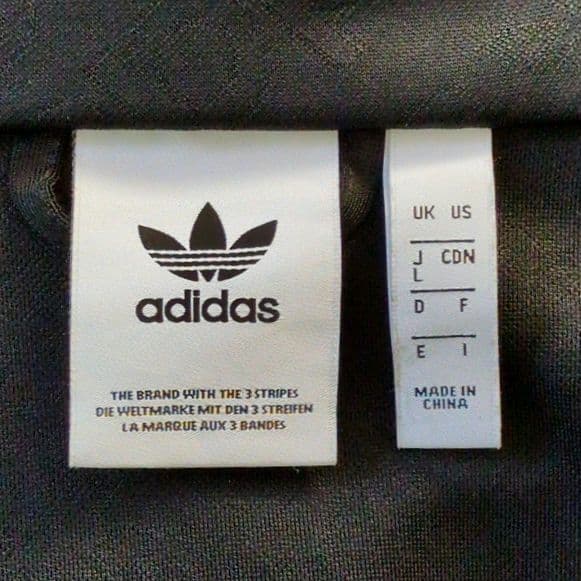 adidas
THE BRAND WITH THE 3 STRIPES
DIE WELTMARKE MIT DEN 3 STREIFEN
LA MARQUE AUX 3 BANDES
UK US
J CDN
L
D F
E I
MADE IN
CHINA